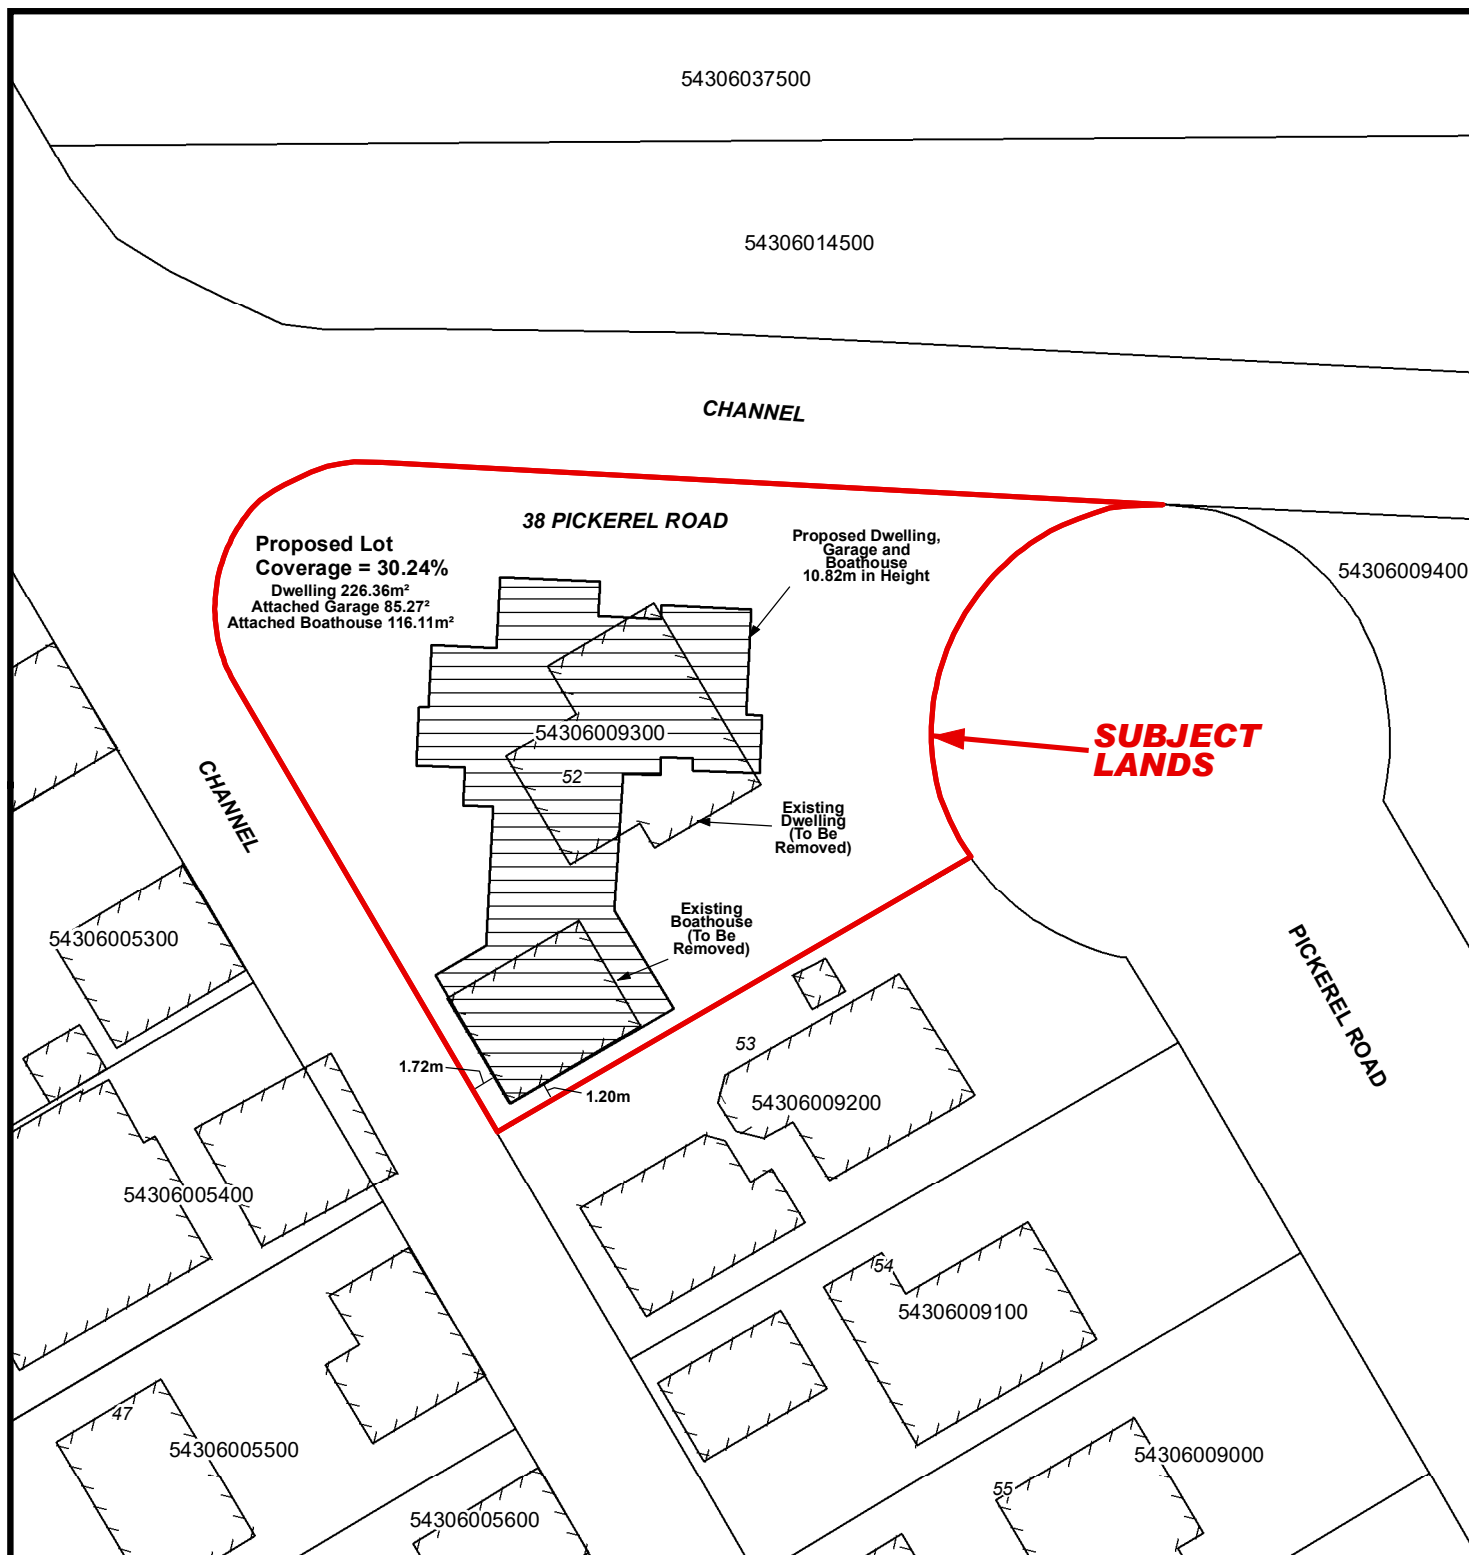 54306037500
54306014500
CHANNEL
38 PICKEREL ROAD
Proposed Lot
Coverage = 30.24%
Dwelling 226.36m²
Attached Garage 85.27²
Attached Boathouse 116.11m²
Proposed Dwelling,
Garage and
Boathouse
10.82m in Height
54306009400
54306009300
52
SUBJECT
LANDS
CHANNEL
Existing
Dwelling
(To Be
Removed)
Existing
Boathouse
(To Be
Removed)
54306005300
PICKEREL ROAD
1.72m
1.20m
53
54306009200
54306005400
54
54306009100
47
54306005500
54306009000
55
54306005600